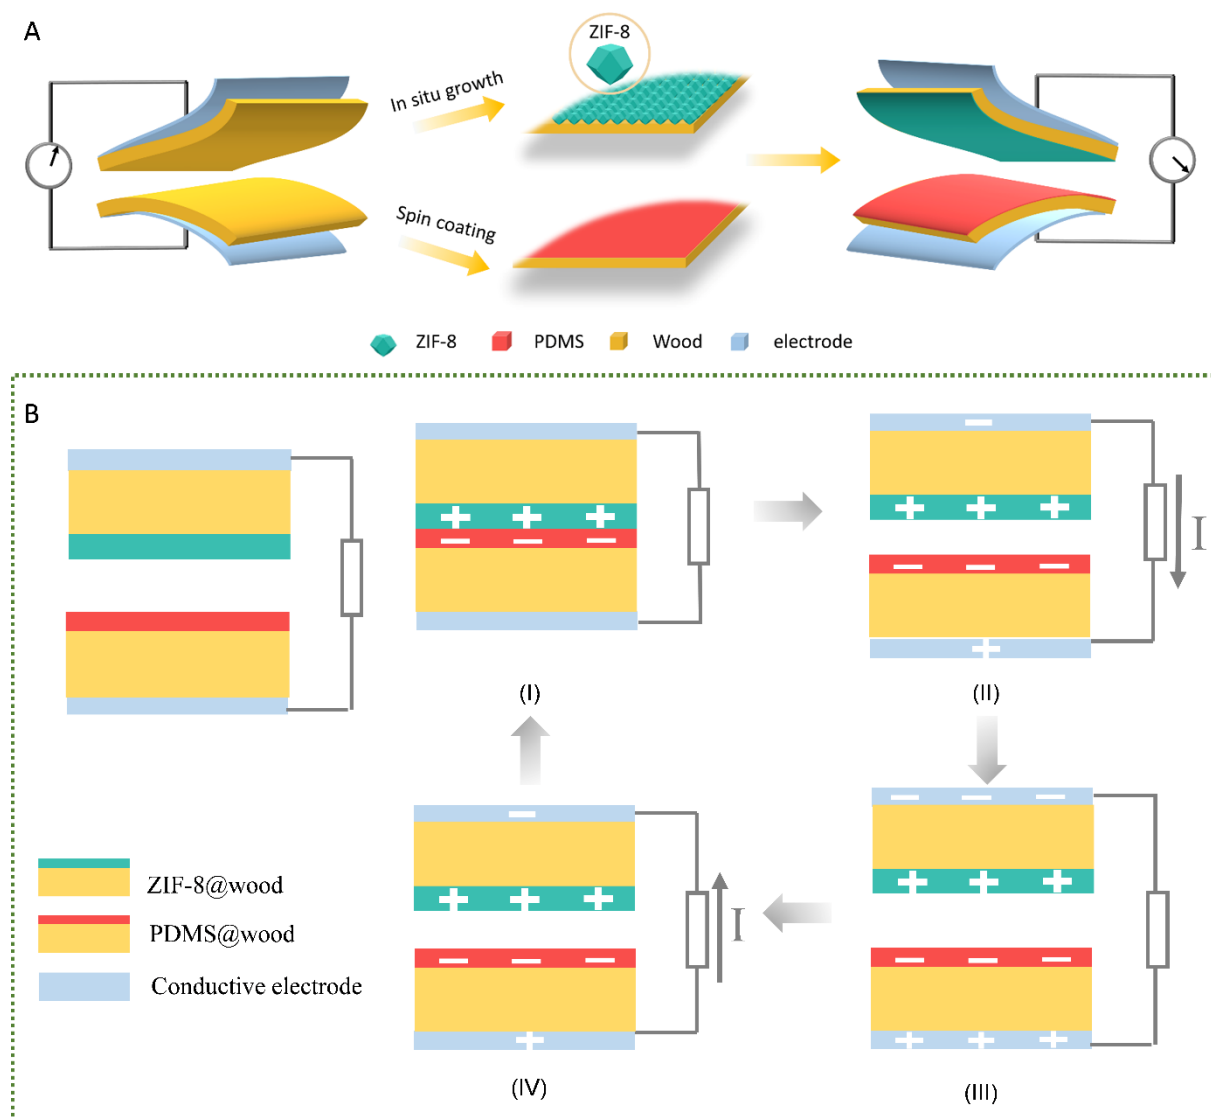 A
ZIF-8
In situ growth
Spin coating
ZIF-8
PDMS
Wood
electrode
B
I
(I)
(II)
I
(IV)
(III)
ZIF-8@wood
PDMS@wood
Conductive electrode